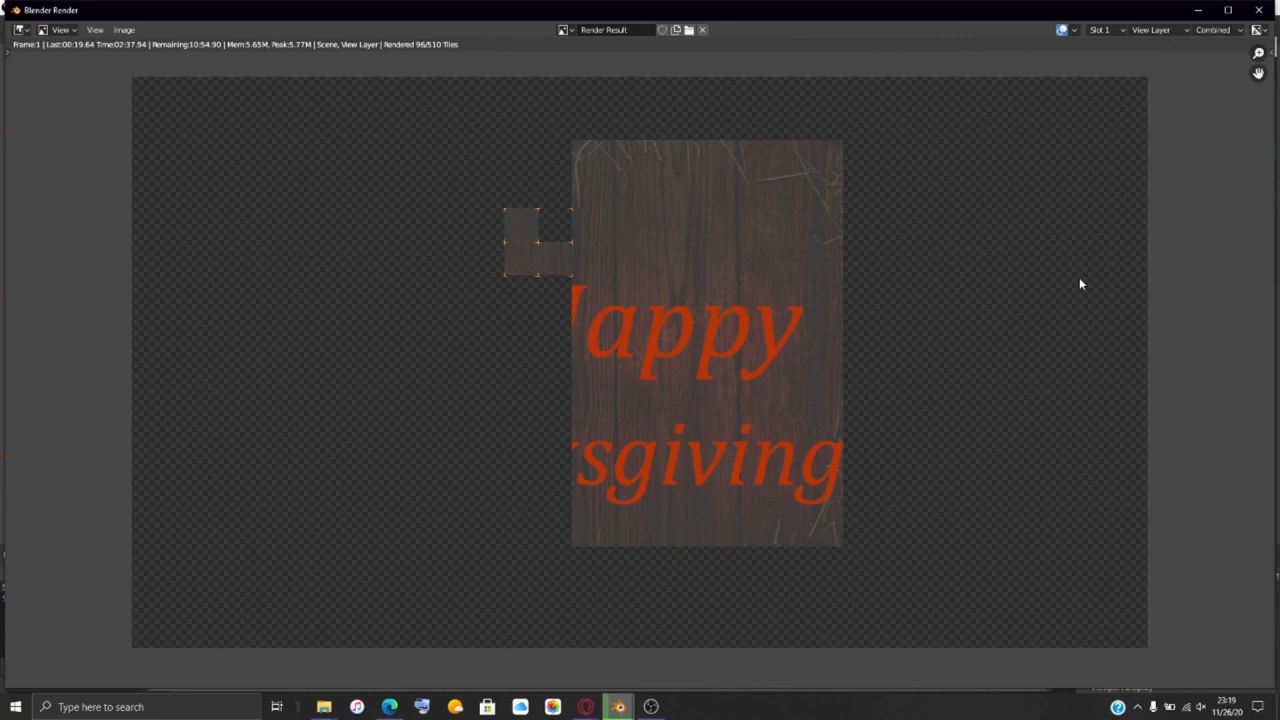 Blender Render
View View Image Render Result Slot 1 View Layer Combined
Frame:1 | Last:00:19.64 Time:02:37.94 | Remaining:10:54.90 | Mem:5.65M, Peak:5.77M | Scene, View Layer | Rendered 96/510 Tiles
appy
sgiving
Viewport Display
Type here to search
23:19
11/26/20